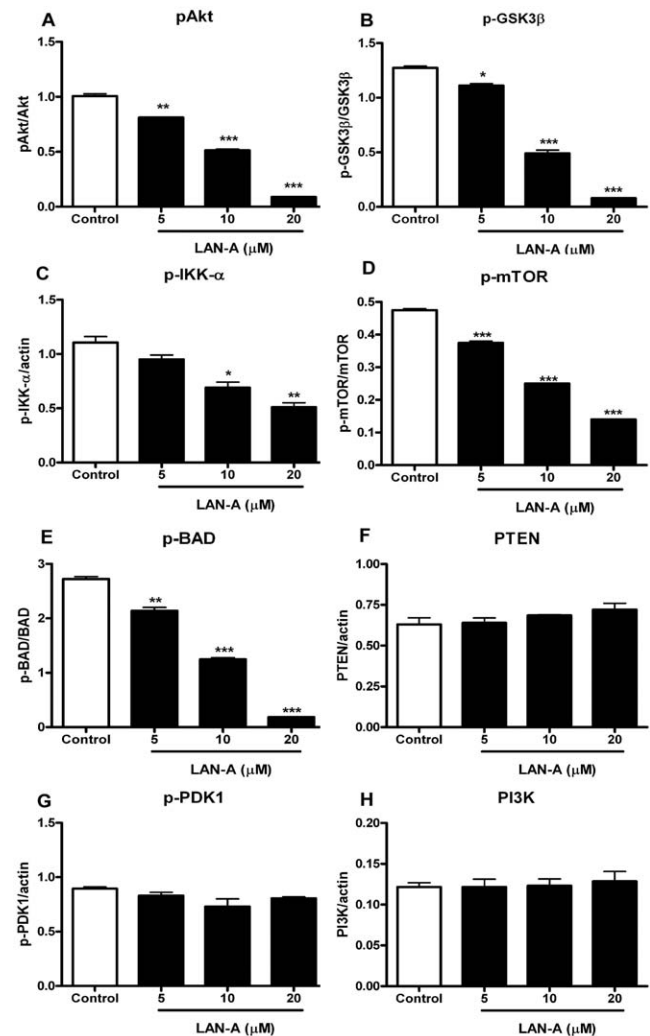 A
pAkt
pAkt/Akt
1.5
1.0
0.5
0.0
**
***
***
Control
5
10
20
LAN-A (μM)
B
p-GSK3β
p-GSK3β/GSK3β
1.5
1.0
0.5
0.0
*
***
***
Control
5
10
20
LAN-A (μM)
C
p-IKK-α
p-IKK-α/actin
1.5
1.0
0.5
0.0
*
**
Control
5
10
20
LAN-A (μM)
D
p-mTOR
p-mTOR/mTOR
0.5
0.4
0.3
0.2
0.1
0.0
***
***
***
Control
5
10
20
LAN-A (μM)
E
p-BAD
p-BAD/BAD
3
2
1
0
**
***
***
Control
5
10
20
LAN-A (μM)
F
PTEN
PTEN/actin
1.00
0.75
0.50
0.25
0.00
Control
5
10
20
LAN-A (μM)
G
p-PDK1
p-PDK1/actin
1.5
1.0
0.5
0.0
Control
5
10
20
LAN-A (μM)
H
PI3K
PI3K/actin
0.20
0.15
0.10
0.05
0.00
Control
5
10
20
LAN-A (μM)